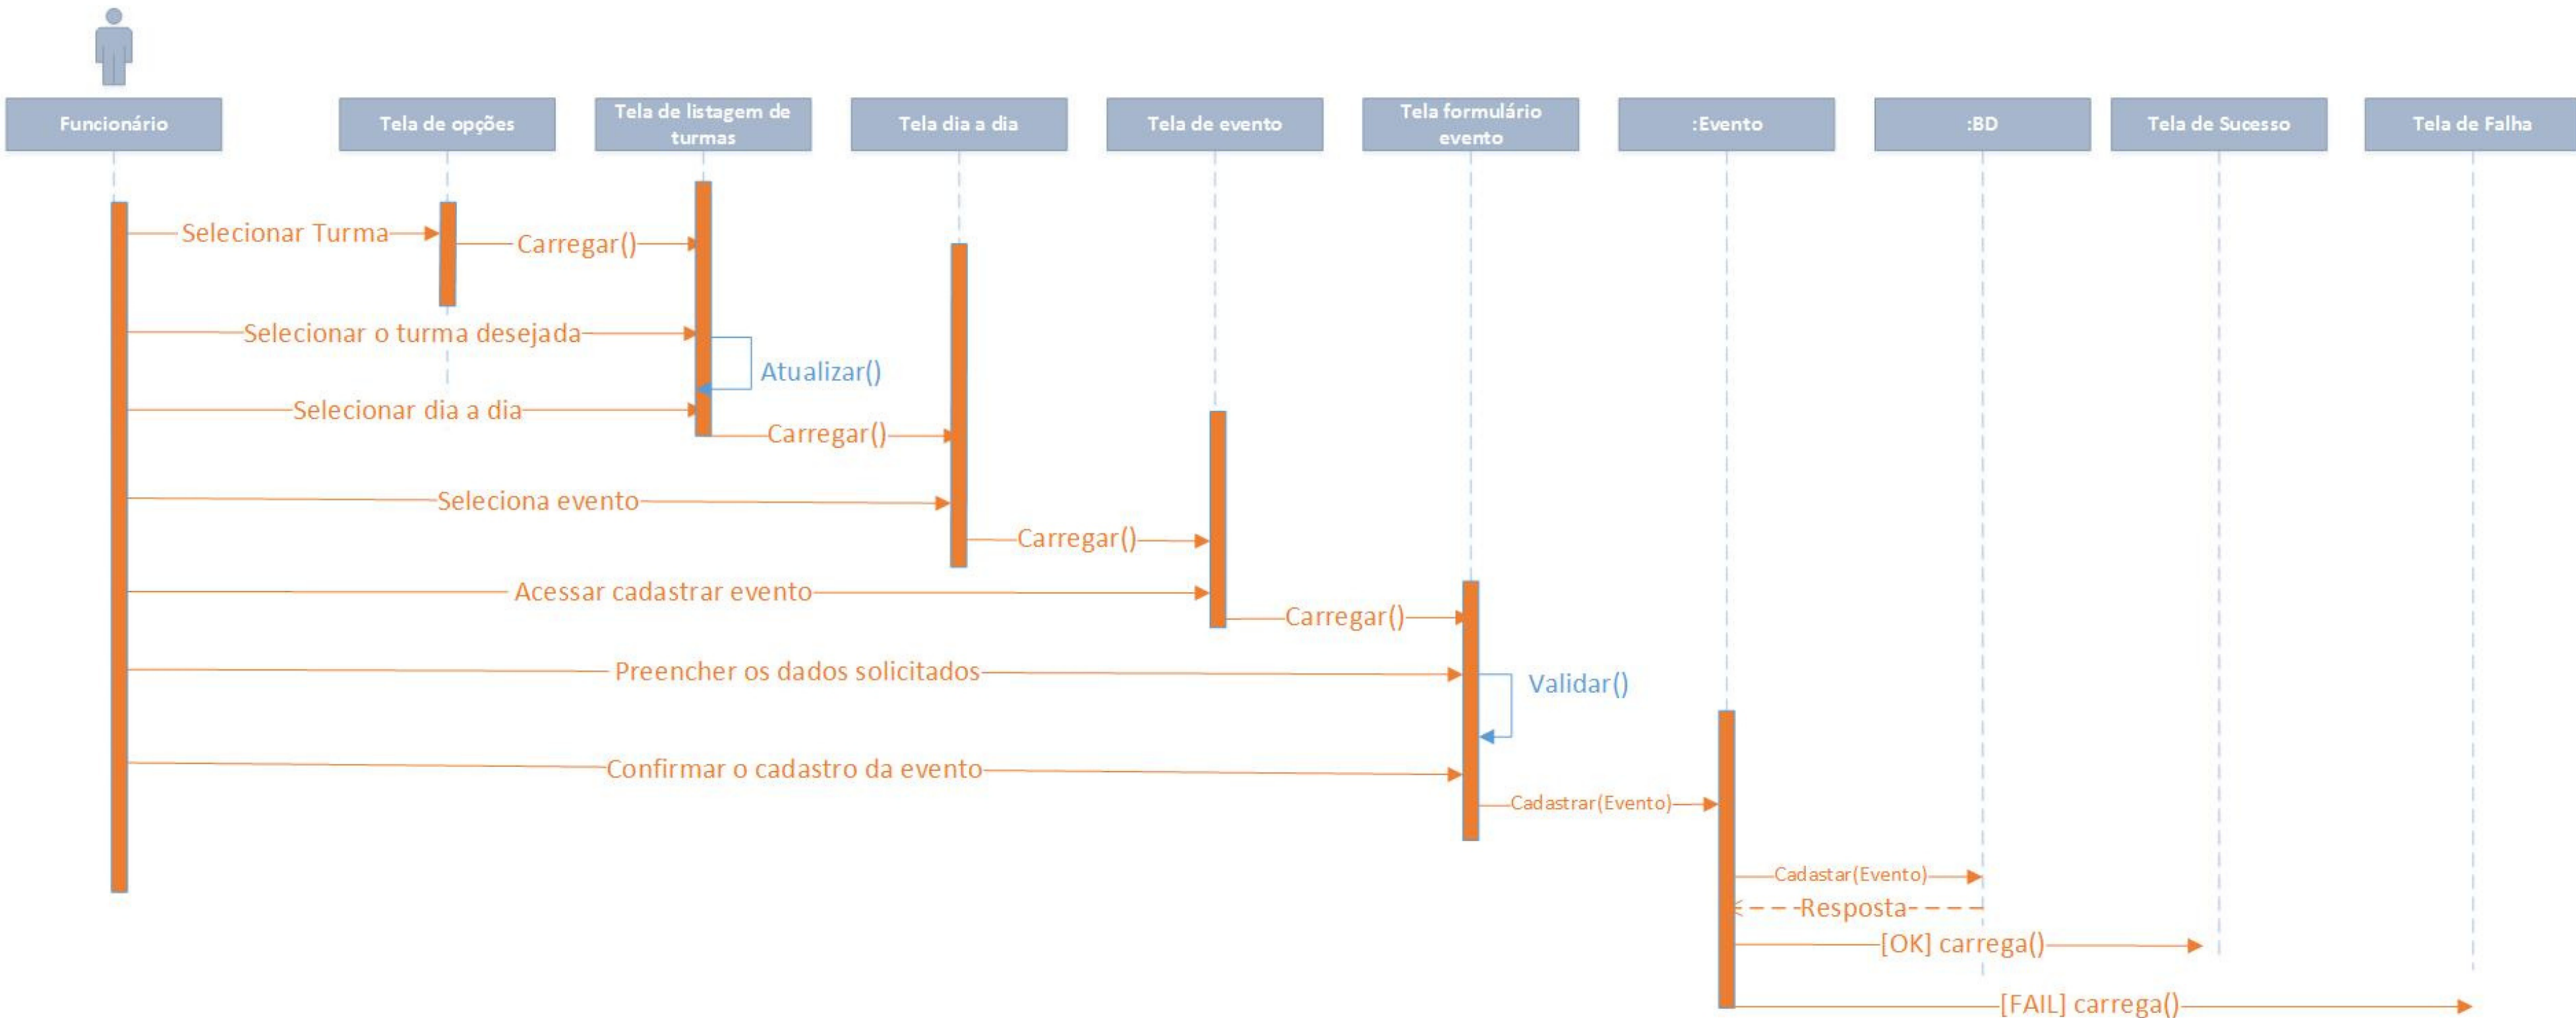 Funcionário
Tela de opções
Tela de listagem de
turmas
Tela dia a dia
Tela de evento
Tela formulário
evento
:Evento
:BD
Tela de Sucesso
Tela de Falha
Selecionar Turma
Carregar()
Selecionar o turma desejada
Atualizar()
Selecionar dia a dia
Carregar()
Seleciona evento
Carregar()
Acessar cadastrar evento
Carregar()
Preencher os dados solicitados
Validar()
Confirmar o cadastro da evento
Cadastrar(Evento)
Cadastar(Evento)
Resposta
[OK] carrega()
[FAIL] carrega()